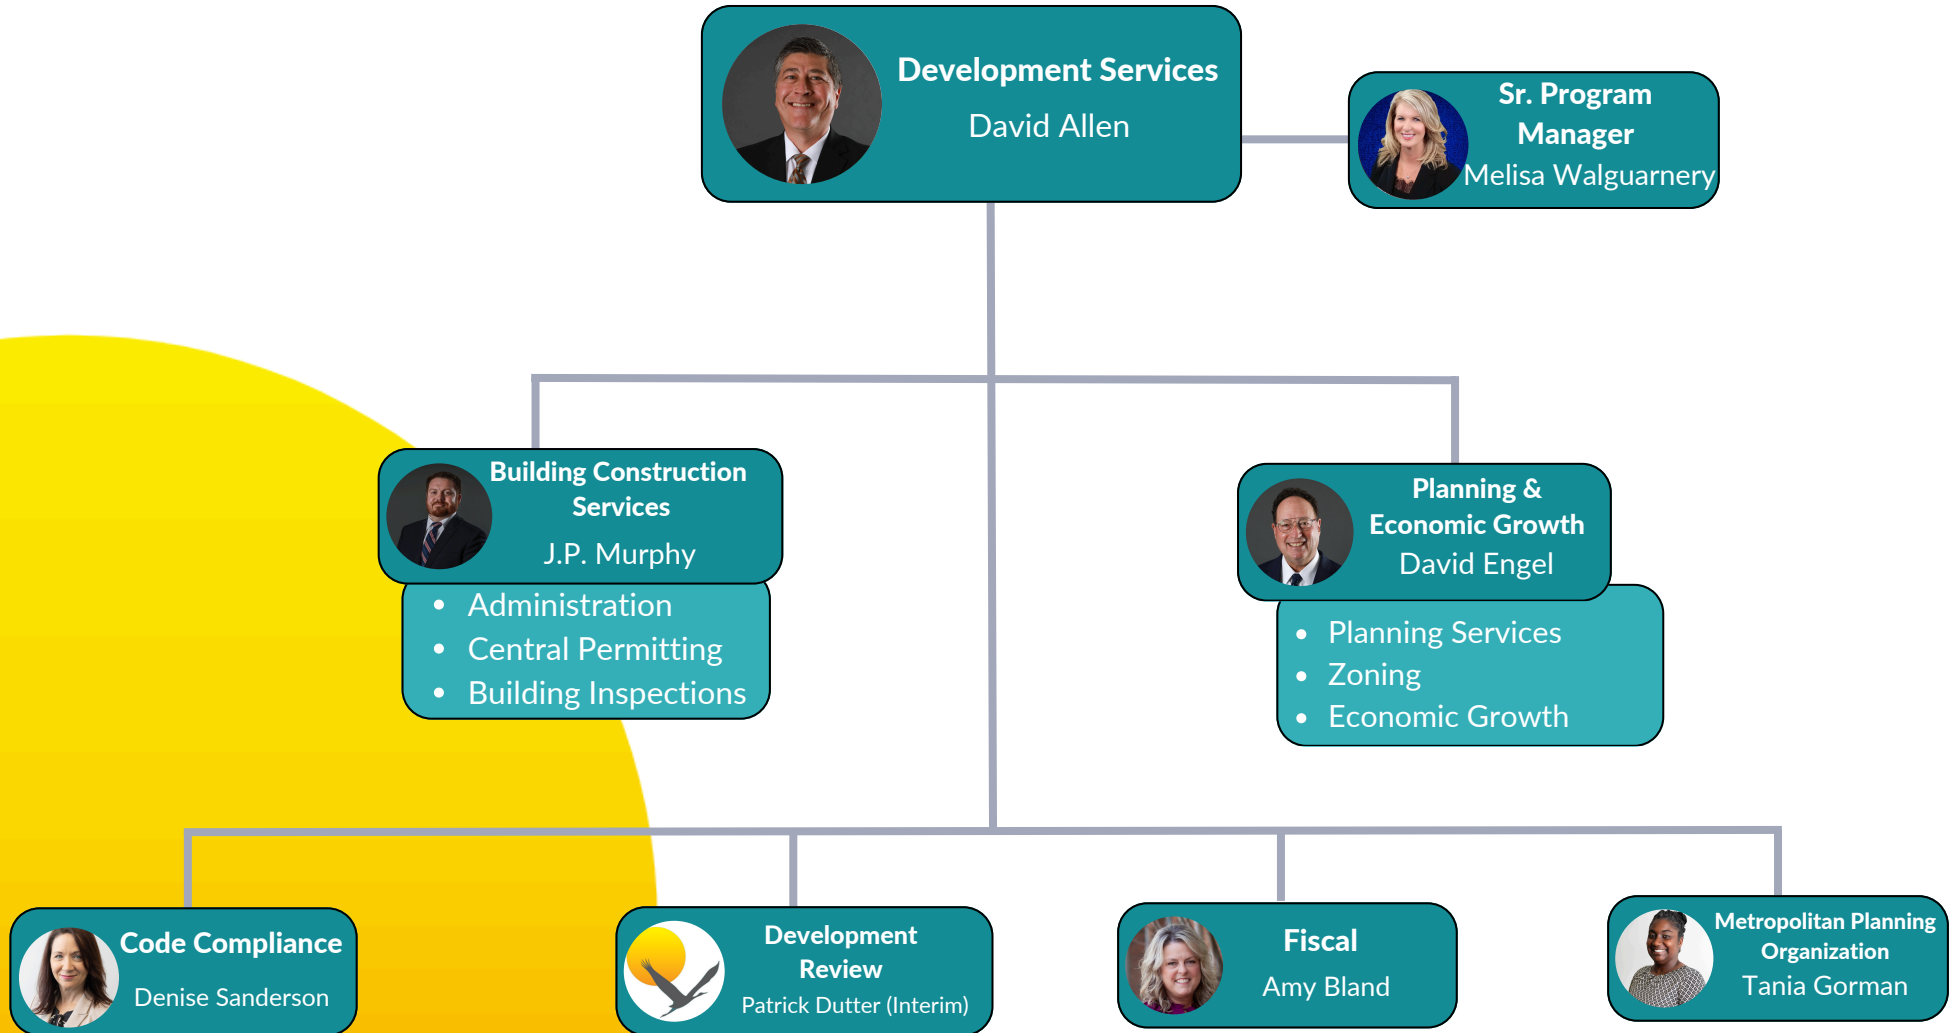 Development Services
David Allen
Sr. Program
Manager
Melisa Walguarnery
Building Construction
Services
J.P. Murphy
• Administration
• Central Permitting
• Building Inspections
Planning &
Economic Growth
David Engel
• Planning Services
• Zoning
• Economic Growth
Code Compliance
Denise Sanderson
Development
Review
Patrick Dutter (Interim)
Fiscal
Amy Bland
Metropolitan Planning
Organization
Tania Gorman